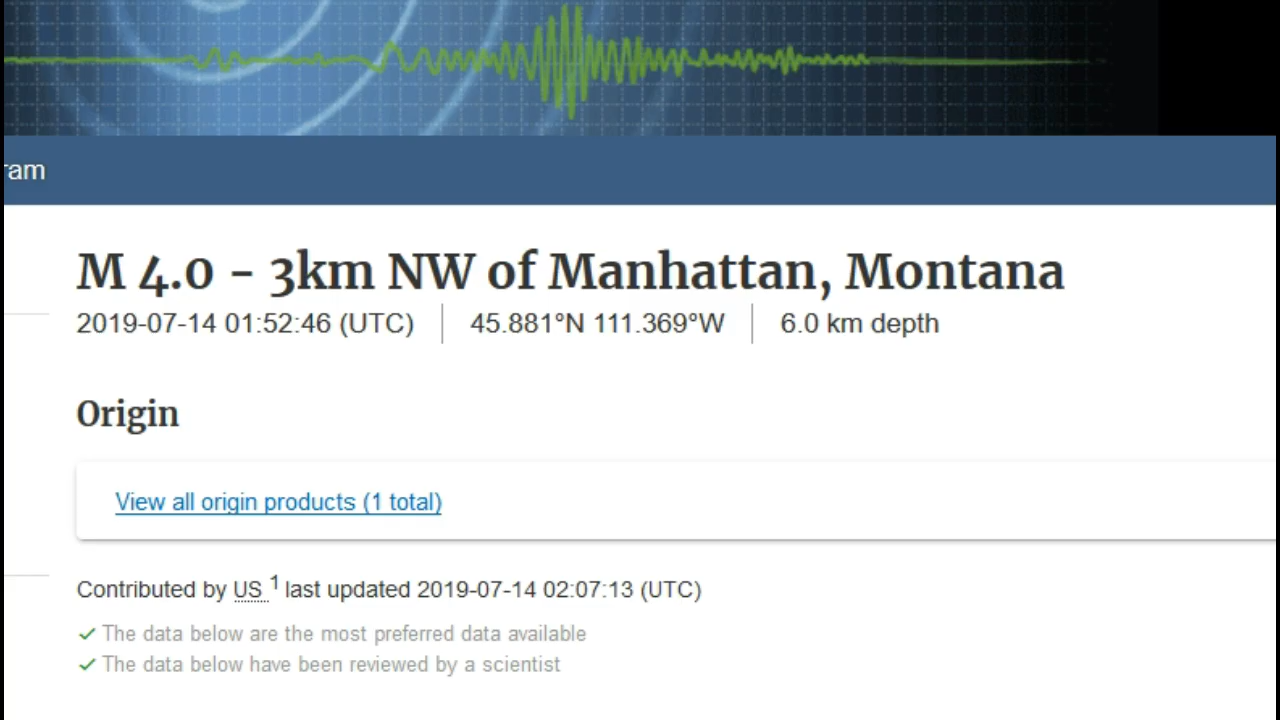 ram
M 4.0 - 3km NW of Manhattan, Montana
2019-07-14 01:52:46 (UTC) 45.881°N 111.369°W 6.0 km depth
Origin
View all origin products (1 total)
Contributed by US 1 last updated 2019-07-14 02:07:13 (UTC)
The data below are the most preferred data available
The data below have been reviewed by a scientist